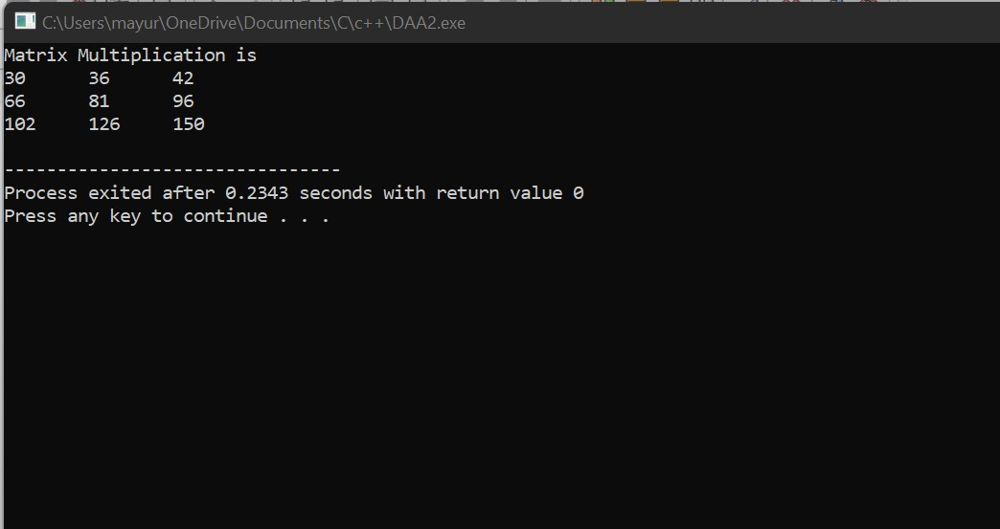 C:\Users\mayur\OneDrive\Documents\C\c++\DAA2.exe
Matrix Multiplication is
30 36 42
66 81 96
102 126 150
--------------------------------
Process exited after 0.2343 seconds with return value 0
Press any key to continue . . .